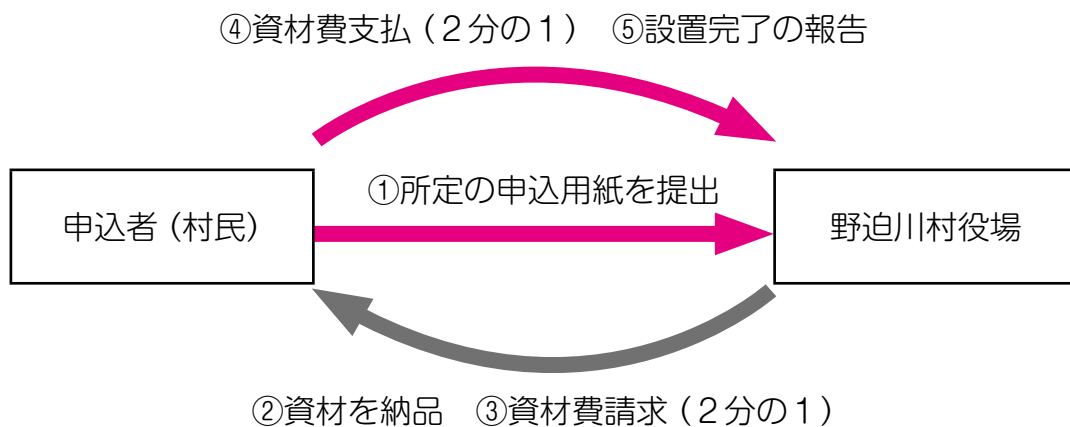 ④資材費支払（２分の１）　⑤設置完了の報告
①所定の申込用紙を提出
申込者（村民）
野迫川村役場
②資材を納品　③資材費請求（２分の１）